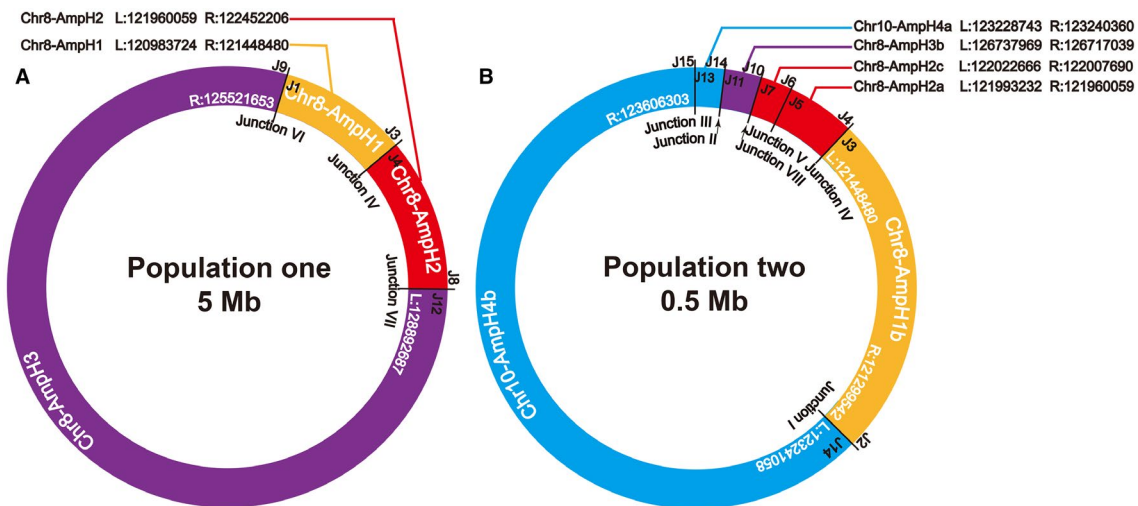 Chr8-AmpH2 L:121960059 R:122452206
Chr8-AmpH1 L:120983724 R:121448480
A
J9
J1
R:125521653
Chr8-AmpH1
Junction VI
J3
J4
Junction IV
Chr8-AmpH2
Population one
5 Mb
Junction VII
J8
J12
L:128892687
Chr8-AmpH3
Chr10-AmpH4a L:123228743 R:123240360
Chr8-AmpH3b L:126737969 R:126717039
Chr8-AmpH2c L:122022666 R:122007690
Chr8-AmpH2a L:121993232 R:121960059
B
J15
J14
J13
J10
J11
J6
J7
J5
J4
J3
R:123606303
Junction III
Junction II
Junction V
Junction VIII
Junction IV
L:121448480
Chr8-AmpH1b
Population two
0.5 Mb
R:121299542
Junction I
J2
J14
L:123241058
Chr10-AmpH4b